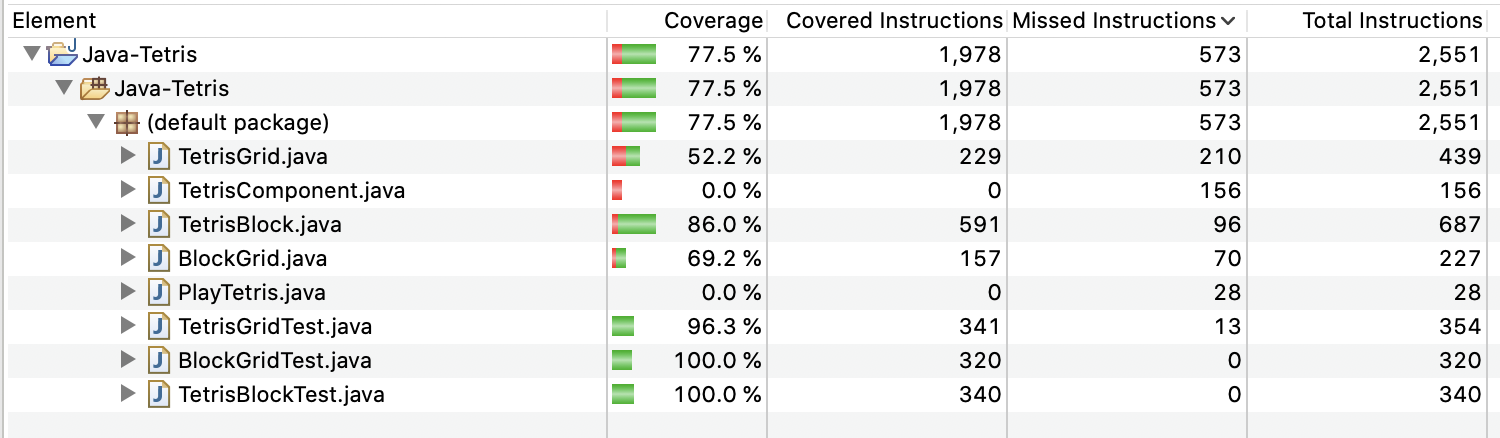 Element Coverage Covered Instructions Missed Instructions Total Instructions
Java-Tetris 77.5 % 1,978 573 2,551
Java-Tetris 77.5 % 1,978 573 2,551
(default package) 77.5 % 1,978 573 2,551
TetrisGrid.java 52.2 % 229 210 439
TetrisComponent.java 0.0 % 0 156 156
TetrisBlock.java 86.0 % 591 96 687
BlockGrid.java 69.2 % 157 70 227
PlayTetris.java 0.0 % 0 28 28
TetrisGridTest.java 96.3 % 341 13 354
BlockGridTest.java 100.0 % 320 0 320
TetrisBlockTest.java 100.0 % 340 0 340